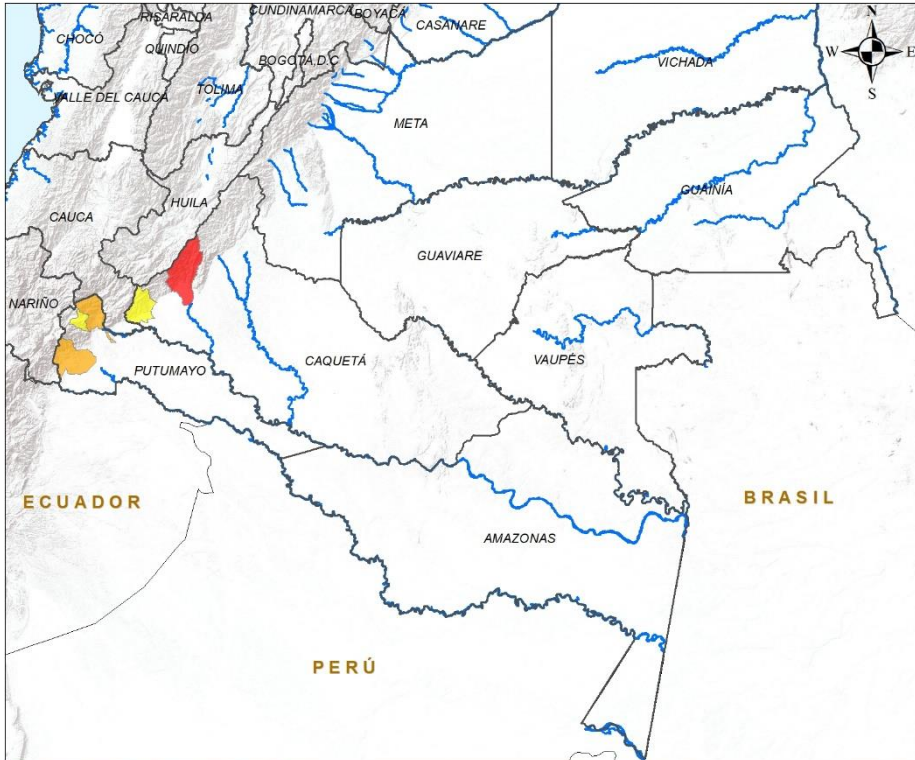 CUNDINAMARCA
BOYACÁ
RISARALDA
CASANARE
N
CHOCÓ
QUINDÍO
BOGOTÁ D.C
W
E
VICHADA
TOLIMA
VALLE DEL CAUCA
S
META
HUILA
GUAINÍA
CAUCA
GUAVIARE
NARIÑO
CAQUETÁ
VAUPÉS
PUTUMAYO
ECUADOR
BRASIL
AMAZONAS
PERÚ